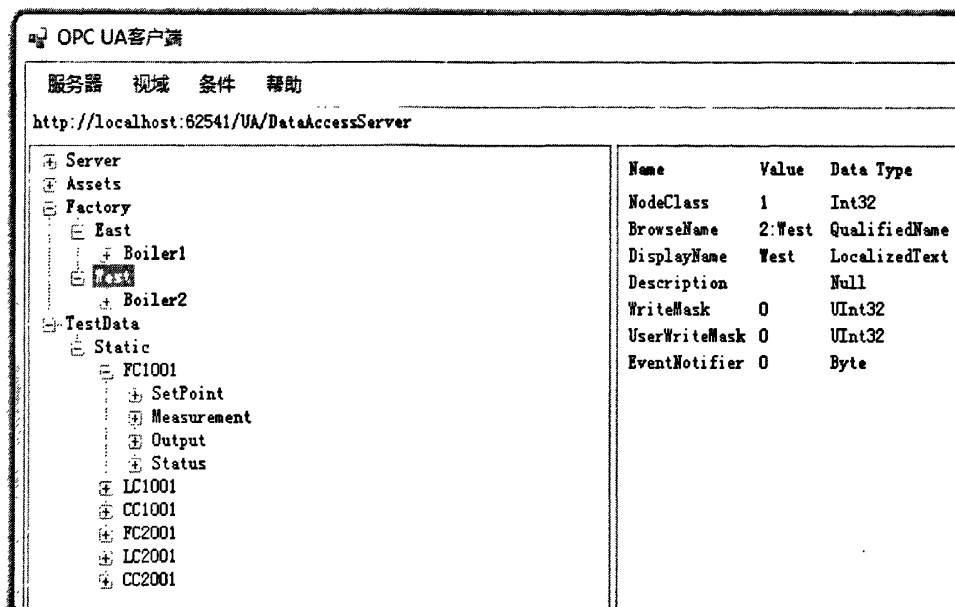 OPC UA客户端
服务器 视域 条件 帮助
http://localhost:62541/UA/DataAccessServer
Server
Assets
Factory
East
Boiler1
West
Boiler2
TestData
Static
FC1001
SetPoint
Measurement
Output
Status
LC1001
CC1001
FC2001
LC2001
CC2001
Name Value Data Type
NodeClass 1 Int32
BrowseName 2:West QualifiedName
DisplayName West LocalizedText
Description Null
WriteMask 0 UInt32
UserWriteMask 0 UInt32
EventNotifier 0 Byte